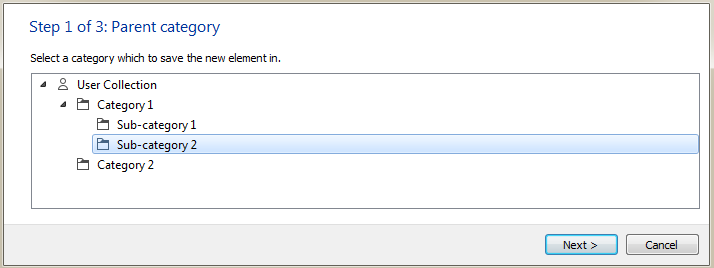 Step 1 of 3: Parent category
Select a category which to save the new element in.
User Collection
Category 1
Sub-category 1
Sub-category 2
Category 2
Next >
Cancel